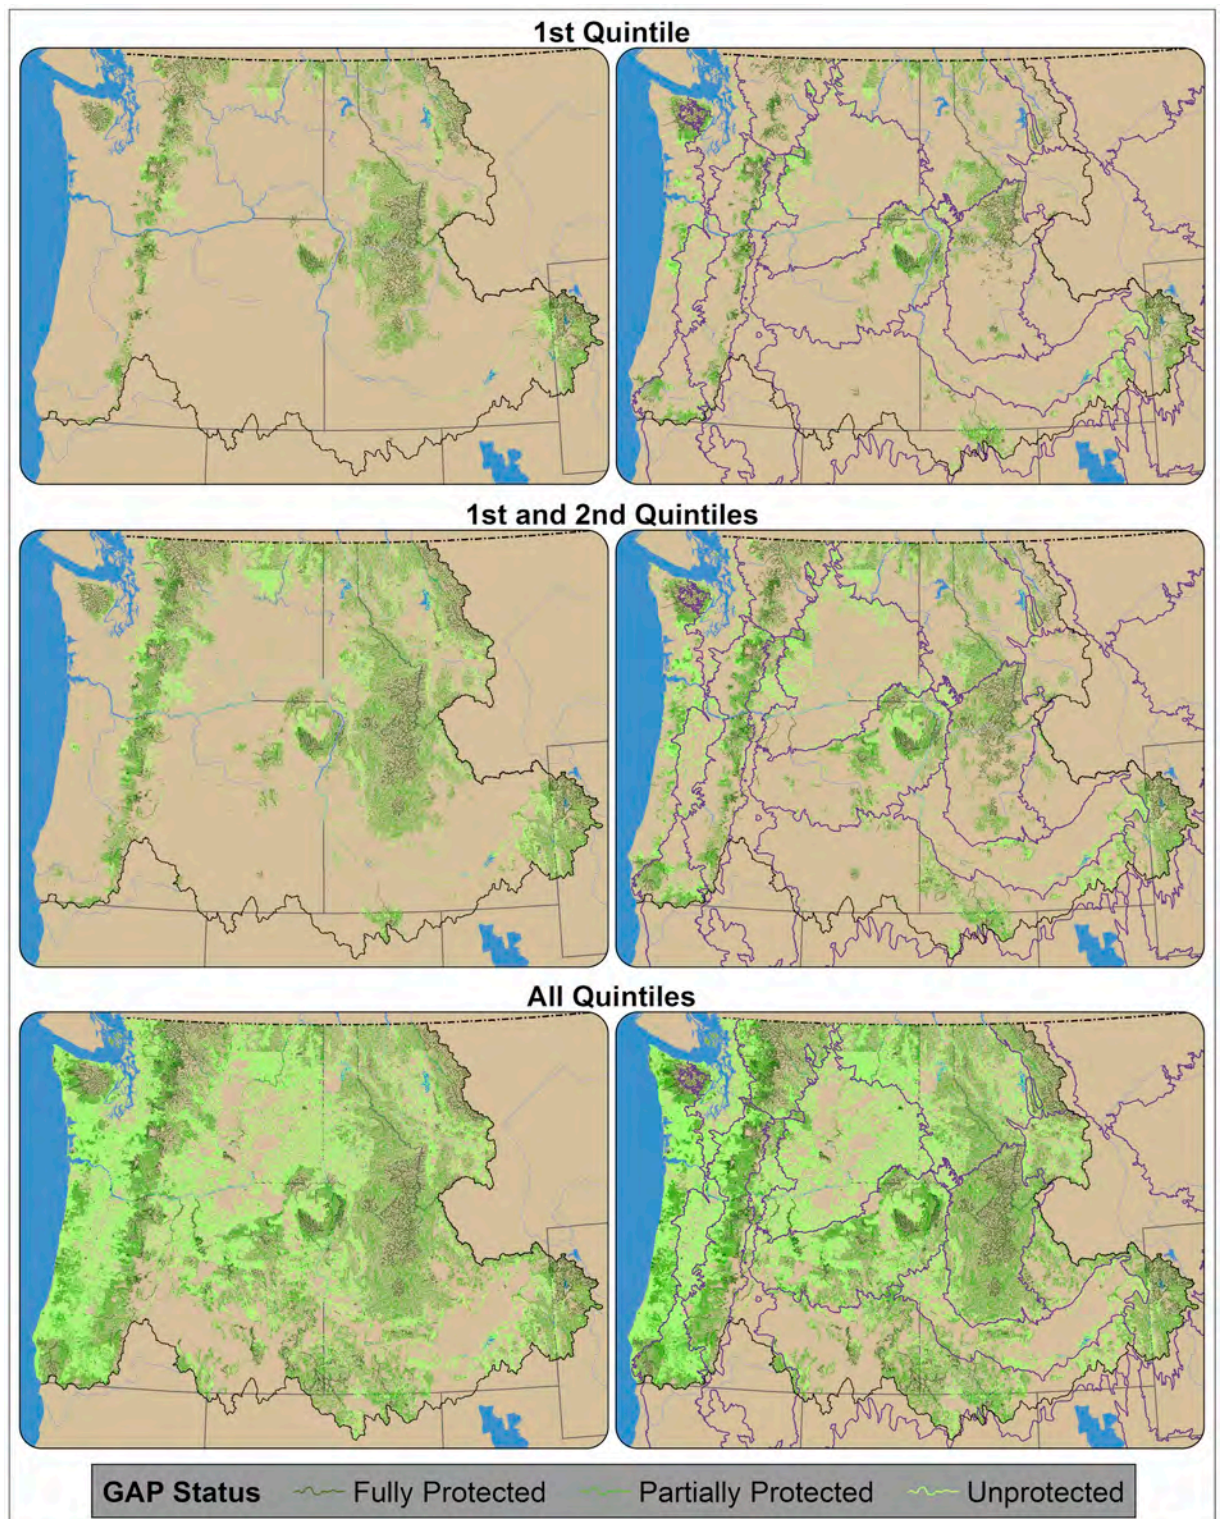 1st Quintile
1st and 2nd Quintiles
All Quintiles
GAP Status Fully Protected Partially Protected Unprotected